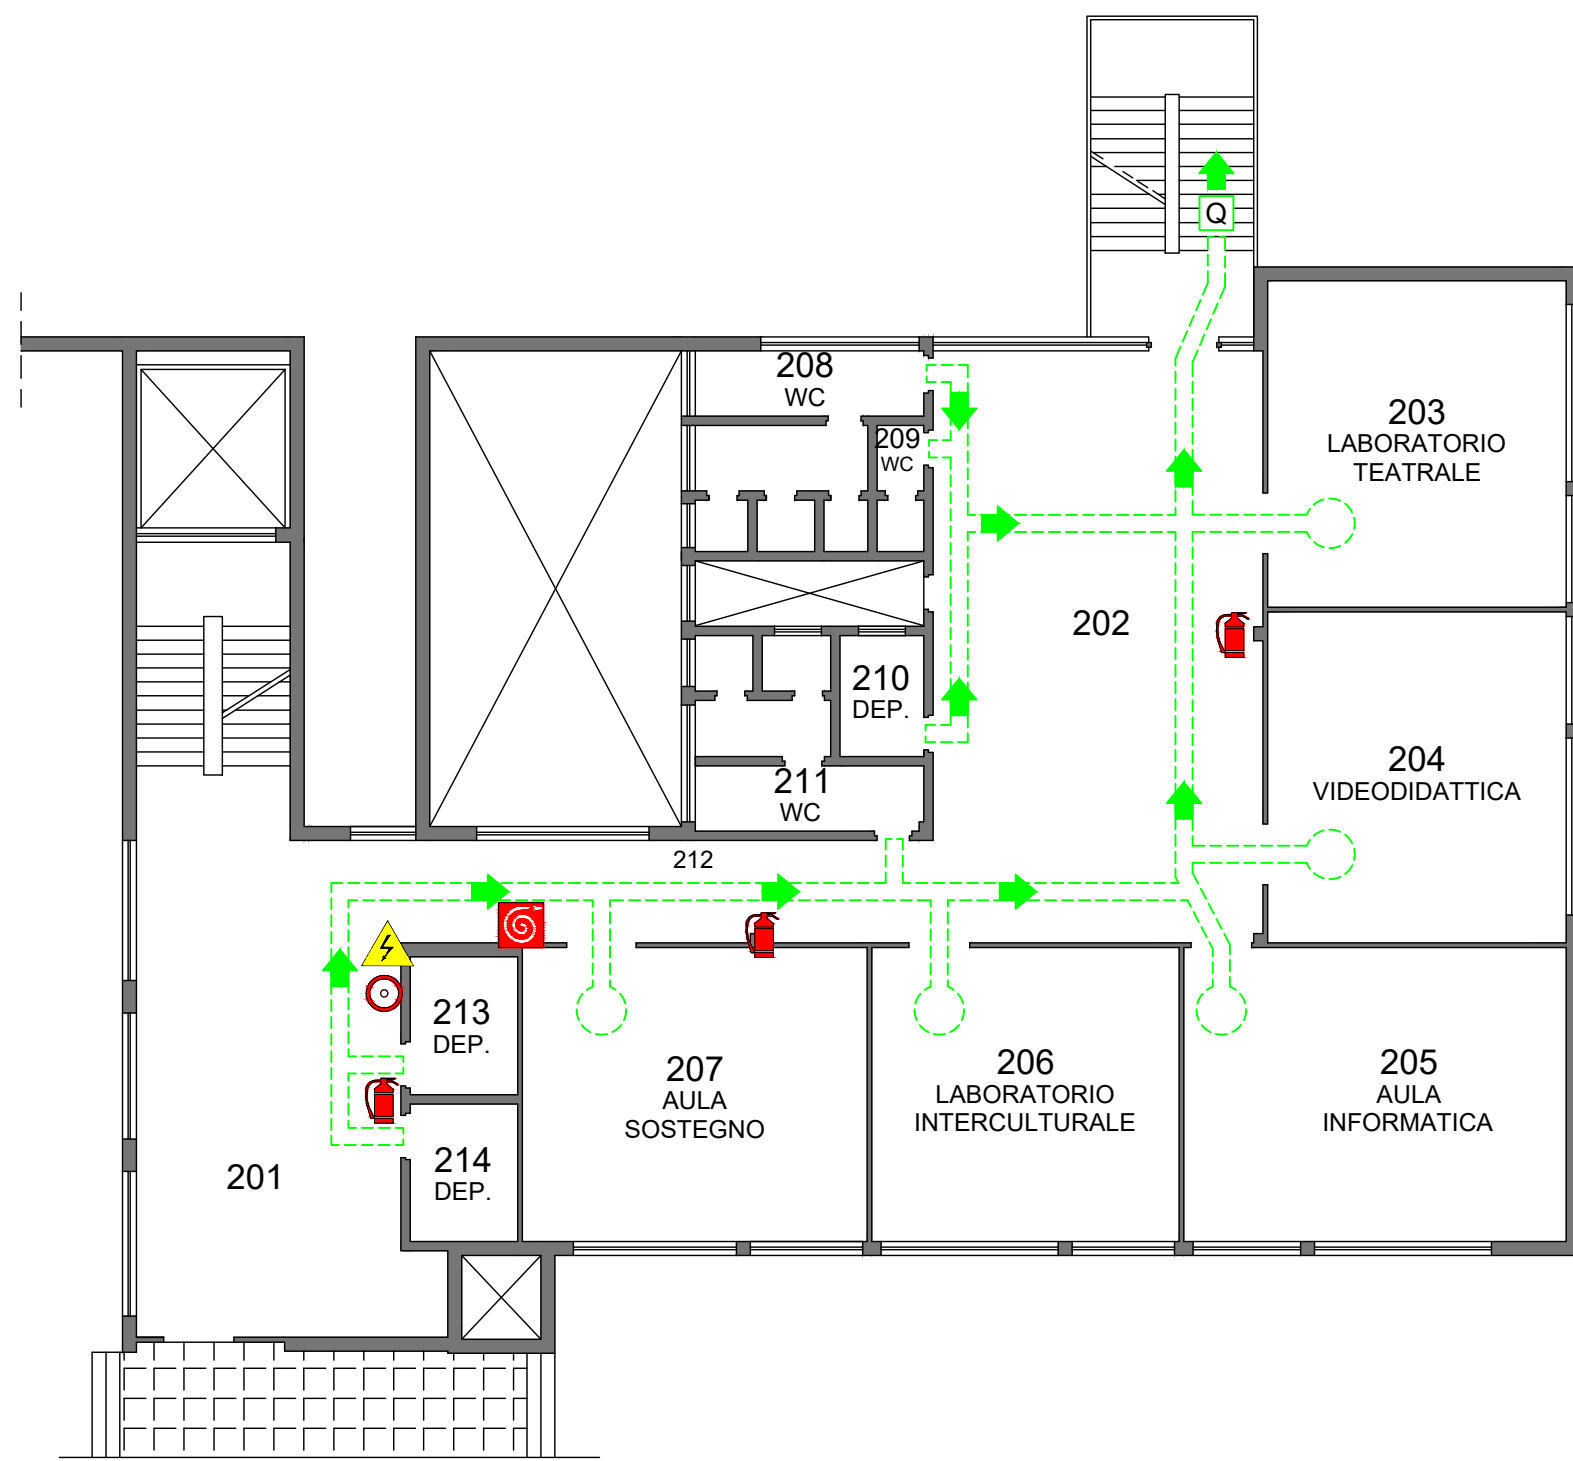 Q
208
WC
203
LABORATORIO
TEATRALE
209
WC
202
210
DEP.
204
VIDEODIDATTICA
211
WC
212
213
DEP.
207
AULA
SOSTEGNO
206
LABORATORIO
INTERCULTURALE
205
AULA
INFORMATICA
201
214
DEP.